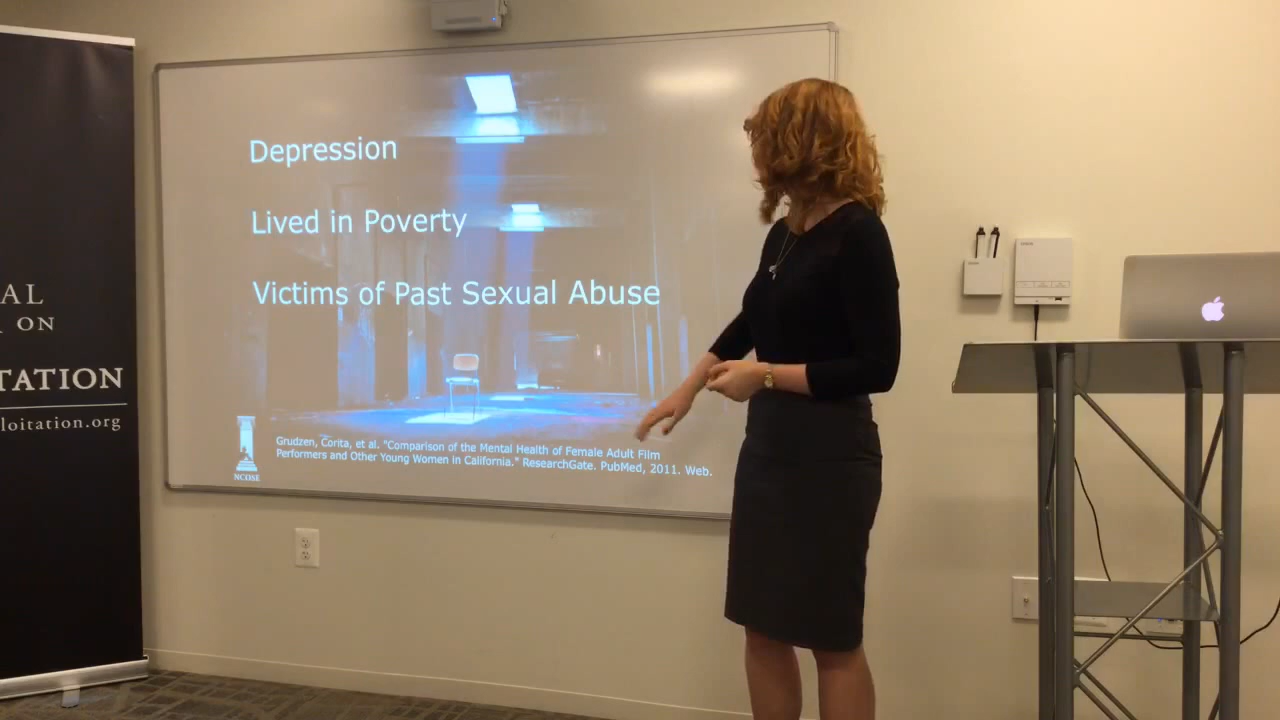 AL
ON
TATION
loitation.org
Depression
Lived in Poverty
Victims of Past Sexual Abuse
NCOSE
Grudzen, Corita, et al. "Comparison of the Mental Health of Female Adult Film
Performers and Other Young Women in California." ResearchGate. PubMed, 2011. Web.